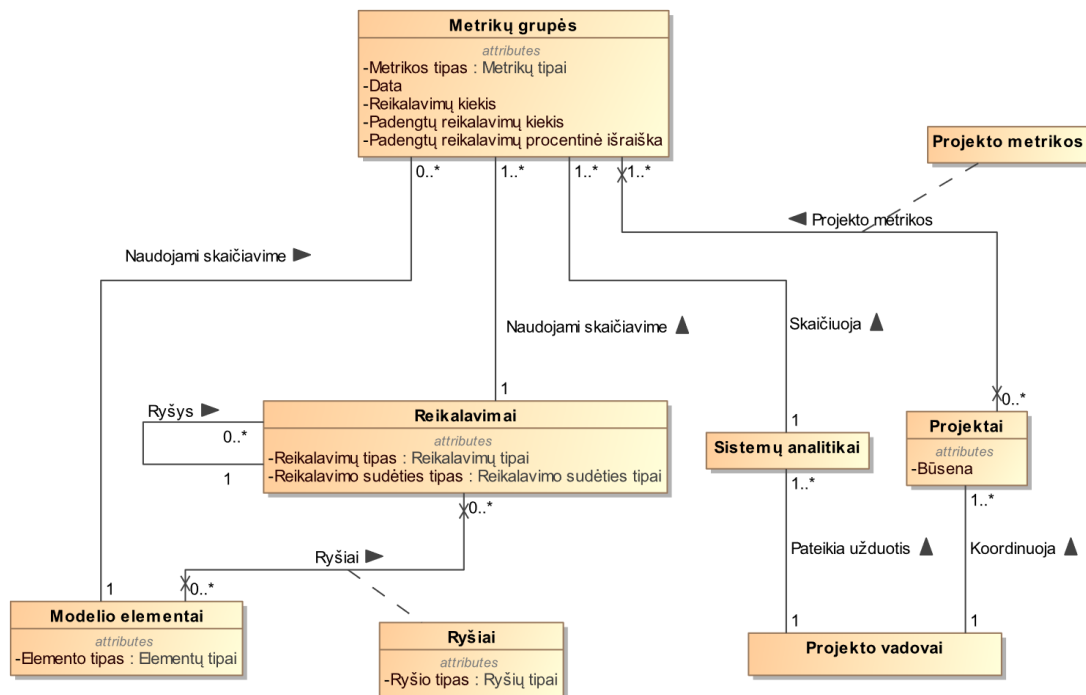 Metrikų grupės
attributes
-Metrikos tipas : Metrikų tipai
-Data
-Reikalavimų kiekis
-Padengtų reikalavimų kiekis
-Padengtų reikalavimų procentinė išraiška
0..*
1..*
1..*
1..*
Projekto metrikos
Projekto metrikos
Naudojami skaičiavime
Naudojami skaičiavime
Skaičiuoja
1
1
0..*
Ryšys
0..*
1
Reikalavimai
attributes
-Reikalavimų tipas : Reikalavimų tipai
-Reikalavimo sudėties tipas : Reikalavimo sudėties tipai
0..*
Sistemų analitikai
1..*
Projektai
attributes
-Būsena
1..*
Ryšiai
Pateikia užduotis
Koordinuoja
1
0..*
1
1
Modelio elementai
attributes
-Elemento tipas : Elementų tipai
Ryšiai
attributes
-Ryšio tipas : Ryšių tipai
Projekto vadovai